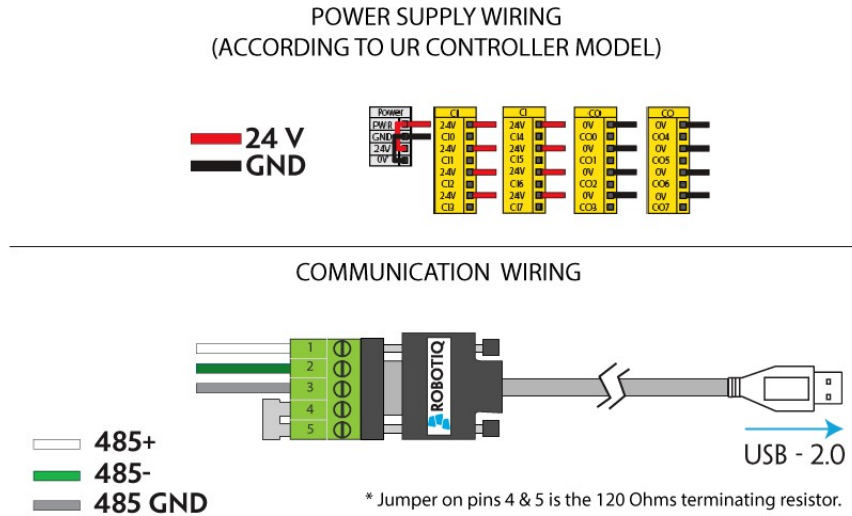 POWER SUPPLY WIRING
(ACCORDING TO UR CONTROLLER MODEL)
24 V
GND
Power
PWR
GND
24V
0V
CI
24V
CI0
24V
CI1
24V
CI2
24V
CI3
CI
24V
CI4
24V
CI5
24V
CI6
24V
CI7
CO
0V
CO0
0V
CO1
0V
CO2
0V
CO3
CO
0V
CO4
0V
CO5
0V
CO6
0V
CO7
COMMUNICATION WIRING
1
2
3
4
5
ROBOTIQ
485+
485-
485 GND
USB - 2.0
* Jumper on pins 4 & 5 is the 120 Ohms terminating resistor.